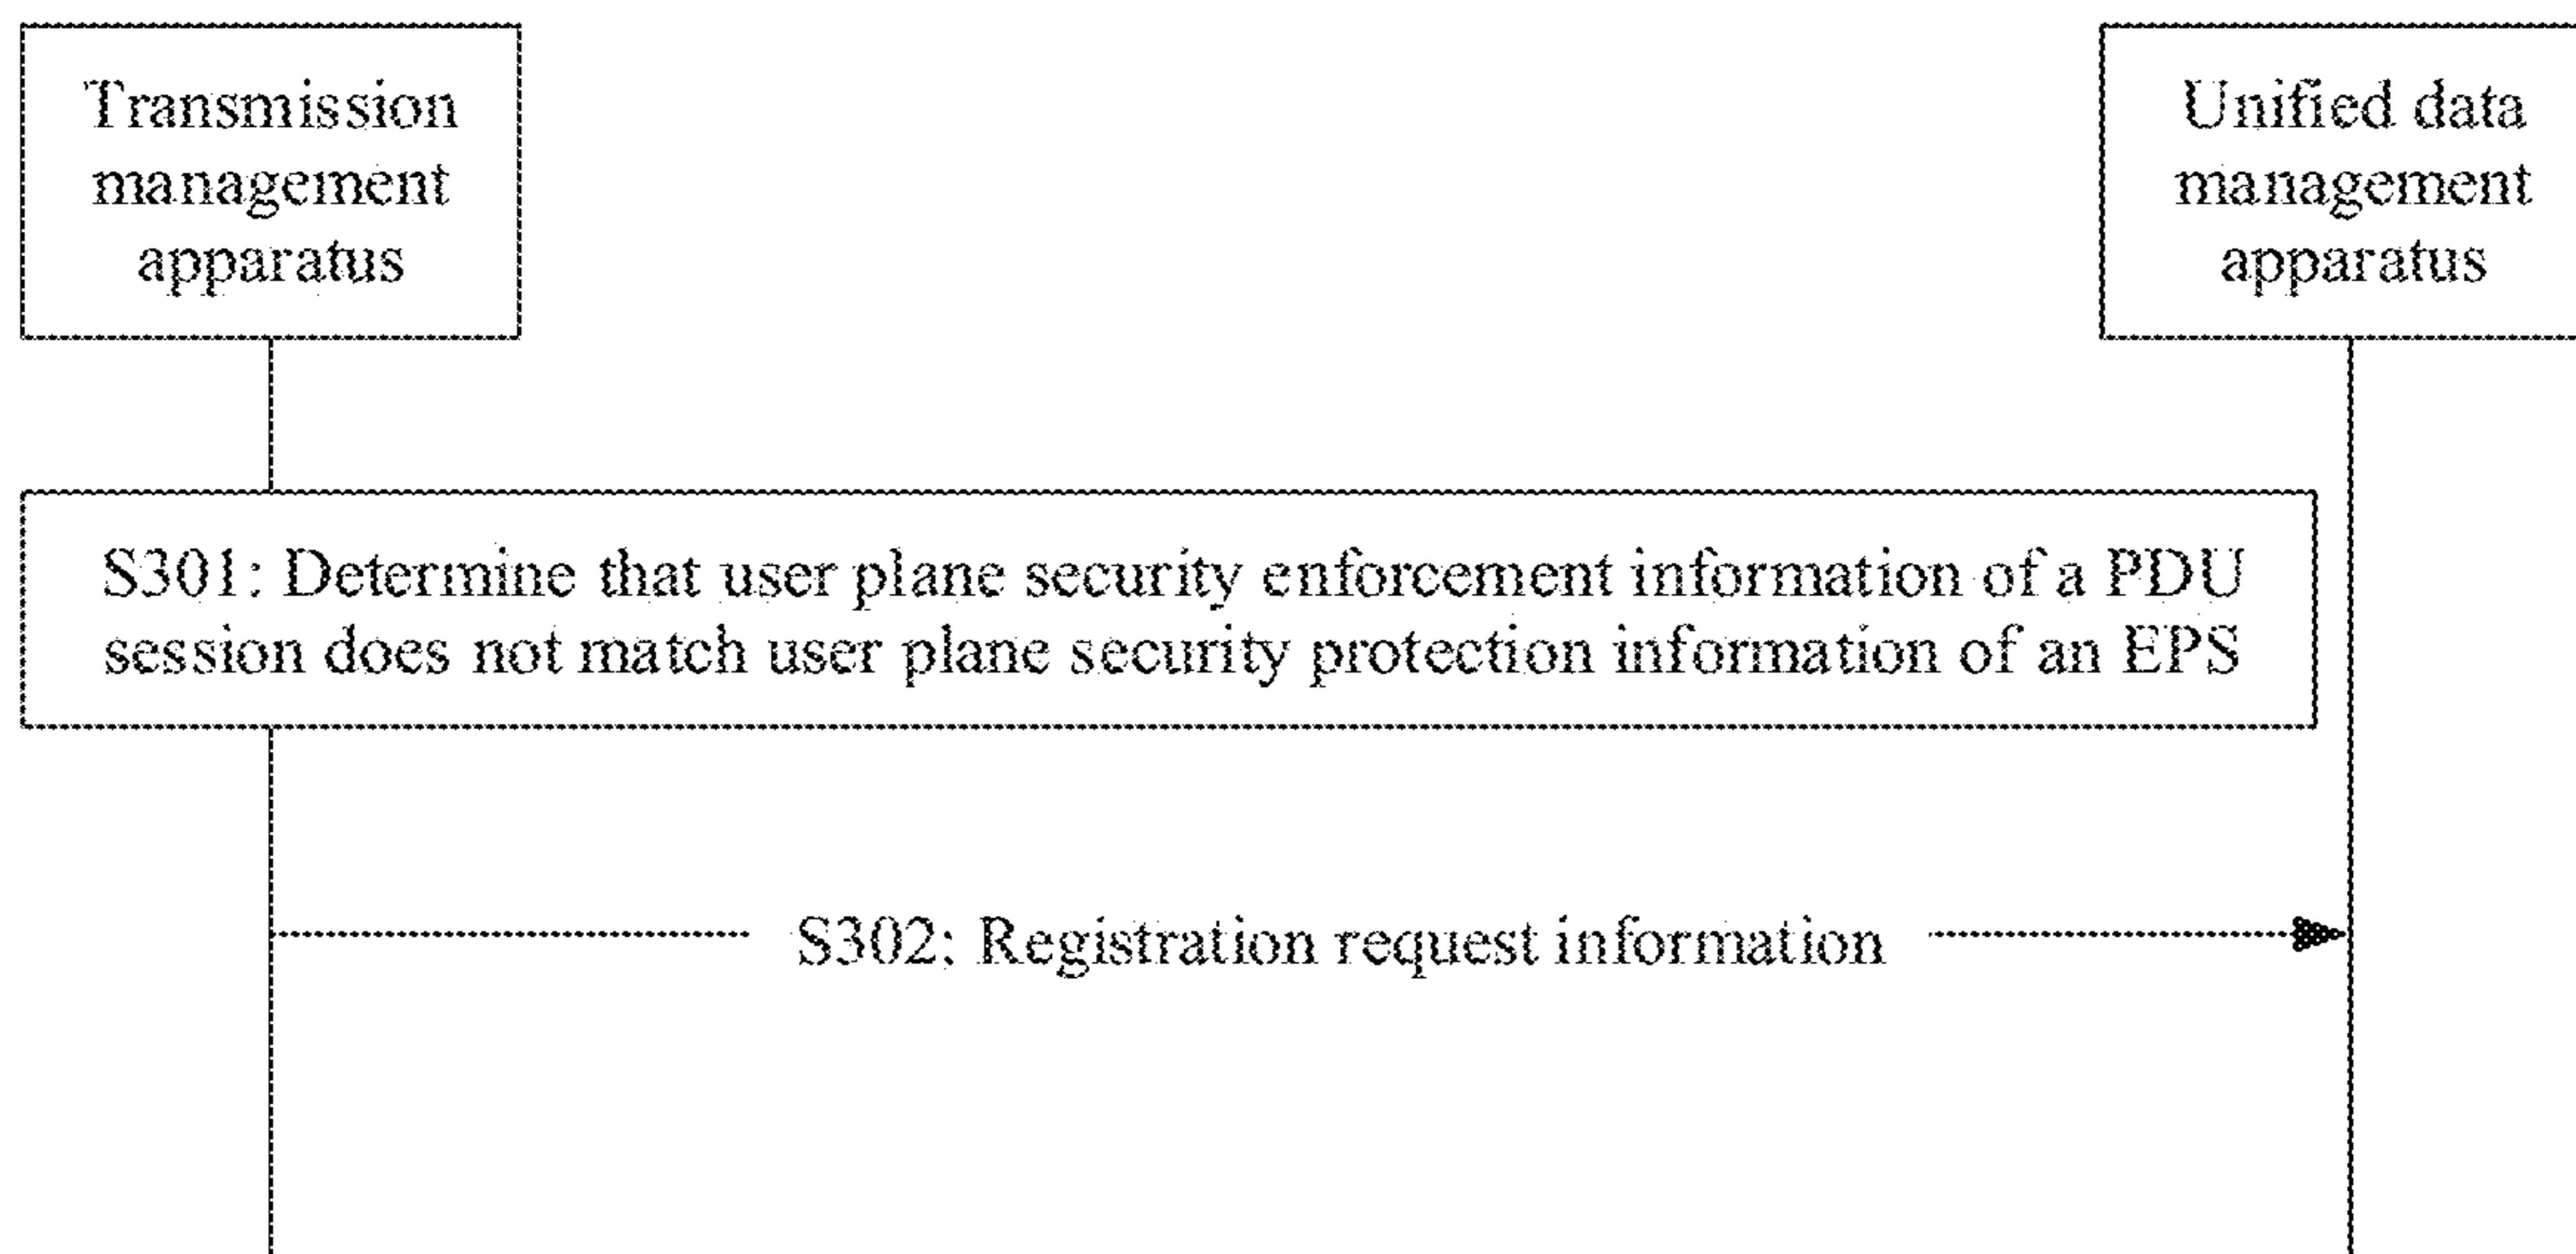 Transmission
management
apparatus
Unified data
management
apparatus
S301: Determine that user plane security enforcement information of a PDU
session does not match user plane security protection information of an EPS
S302: Registration request information